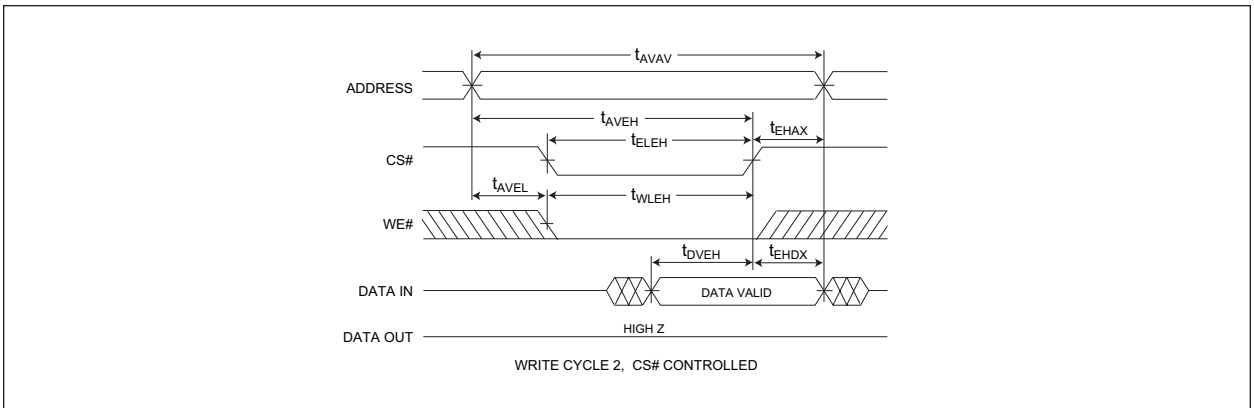 tAVAV
ADDRESS
tAVEH
tELEH
tEHAX
CS#
tAVEL
tWLEH
WE#
tDVEH
tEHDX
DATA IN
DATA VALID
DATA OUT
HIGH Z
WRITE CYCLE 2, CS# CONTROLLED